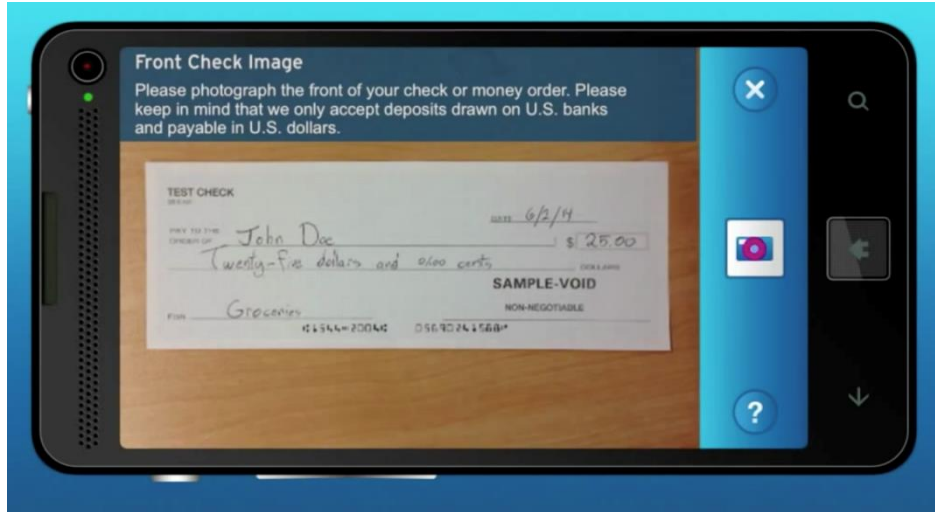 Front Check Image
Please photograph the front of your check or money order. Please
keep in mind that we only accept deposits drawn on U.S. banks
and payable in U.S. dollars.
TEST CHECK
DATE 6/2/14
PAY TO THE
ORDER OF John Doe $ 25.00
Twenty-five dollars and 0/00 cents DOLLARS
SAMPLE-VOID
FOR Groceries NON-NEGOTIABLE
?